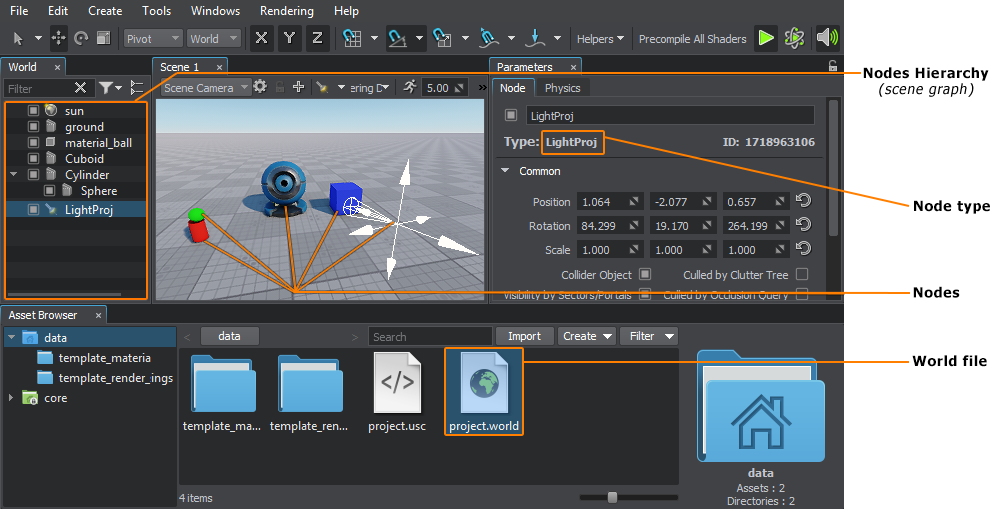 File Edit Create Tools Windows Rendering Help
Pivot World X Y Z Helpers Precompile All Shaders
World
Filter
sun
ground
material_ball
Cuboid
Cylinder
Sphere
LightProj
Scene 1
Scene Camera ering D 5.00 »
Parameters
Node Physics
LightProj
Type: LightProj ID: 1718963106
Common
Position 1.064 -2.077 0.657
Rotation 84.299 19.170 264.199
Scale 1.000 1.000 1.000
Collider Object Culled by Clutter Tree
Visibility by Sectors/Portals Culled by Occlusion Query
Nodes Hierarchy
(scene graph)
Node type
Nodes
World file
Asset Browser
data
template_materia
template_render_ings
core
< data > Search Import Create Filter
template_ma...
template_ren...
project.usc
project.world
4 items
data
Assets : 2
Directories : 2